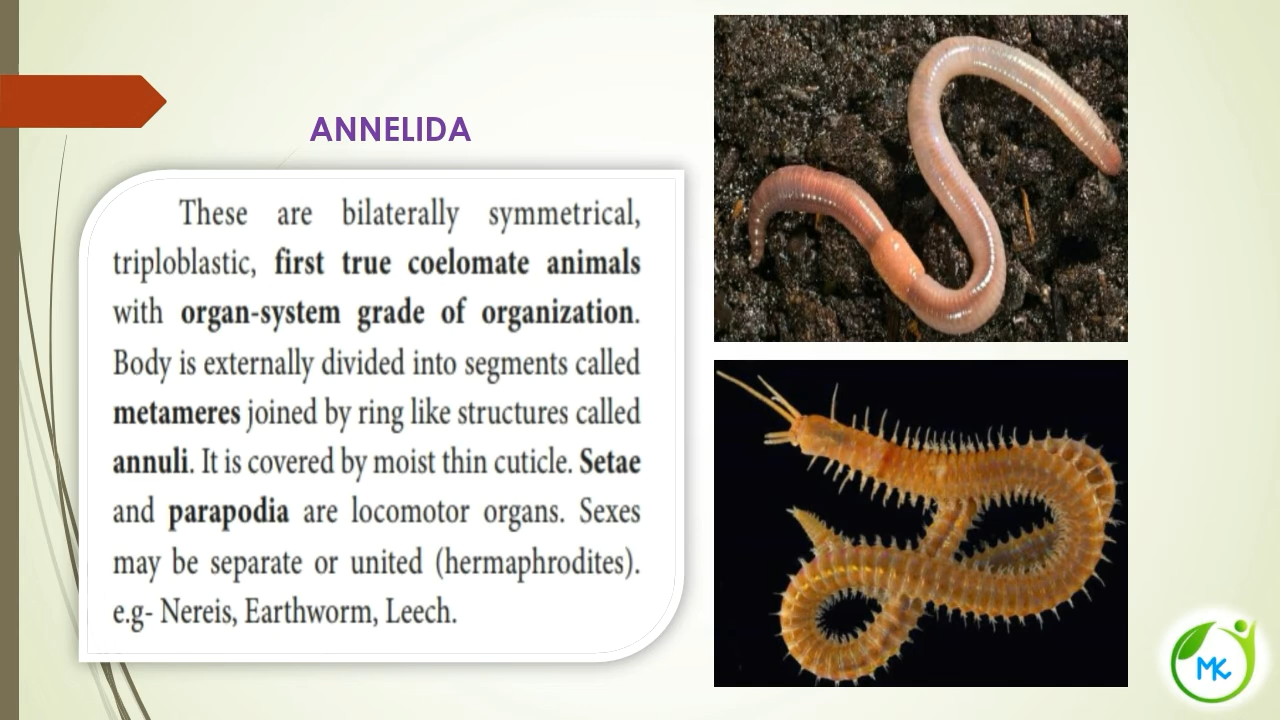 ANNELIDA
These are bilaterally symmetrical,
triploblastic, first true coelomate animals
with organ-system grade of organization.
Body is externally divided into segments called
metameres joined by ring like structures called
annuli. It is covered by moist thin cuticle. Setae
and parapodia are locomotor organs. Sexes
may be separate or united (hermaphrodites).
e.g- Nereis, Earthworm, Leech.
MK